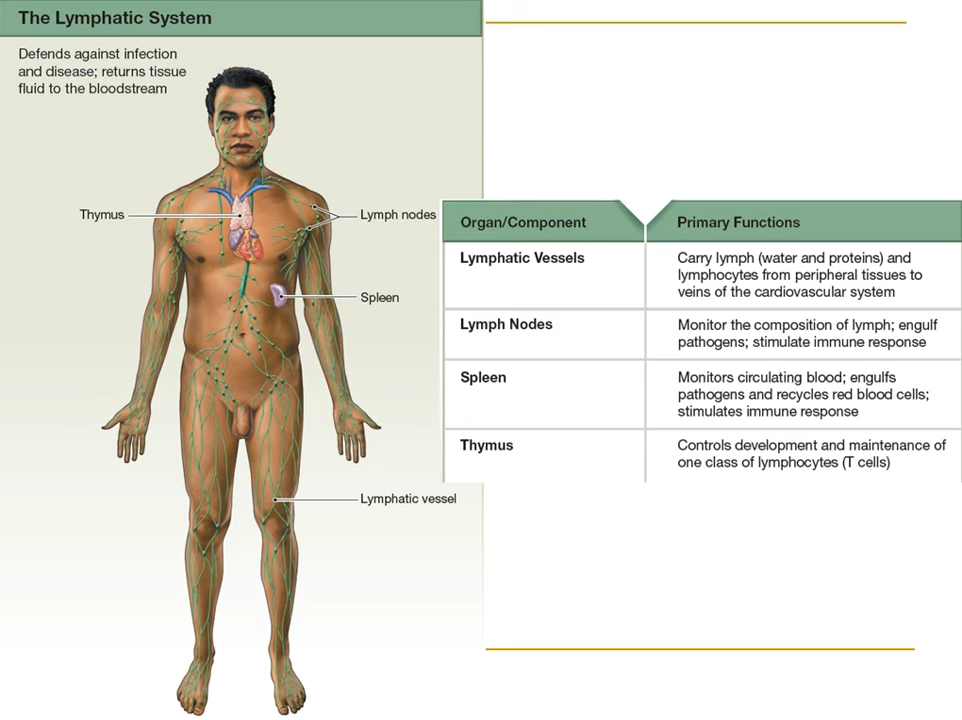 The Lymphatic System
Defends against infection
and disease; returns tissue
fluid to the bloodstream
Thymus
Lymph nodes
Spleen
Lymphatic vessel
Organ/Component
Primary Functions
Lymphatic Vessels
Carry lymph (water and proteins) and
lymphocytes from peripheral tissues to
veins of the cardiovascular system
Lymph Nodes
Monitor the composition of lymph; engulf
pathogens; stimulate immune response
Spleen
Monitors circulating blood; engulfs
pathogens and recycles red blood cells;
stimulates immune response
Thymus
Controls development and maintenance of
one class of lymphocytes (T cells)